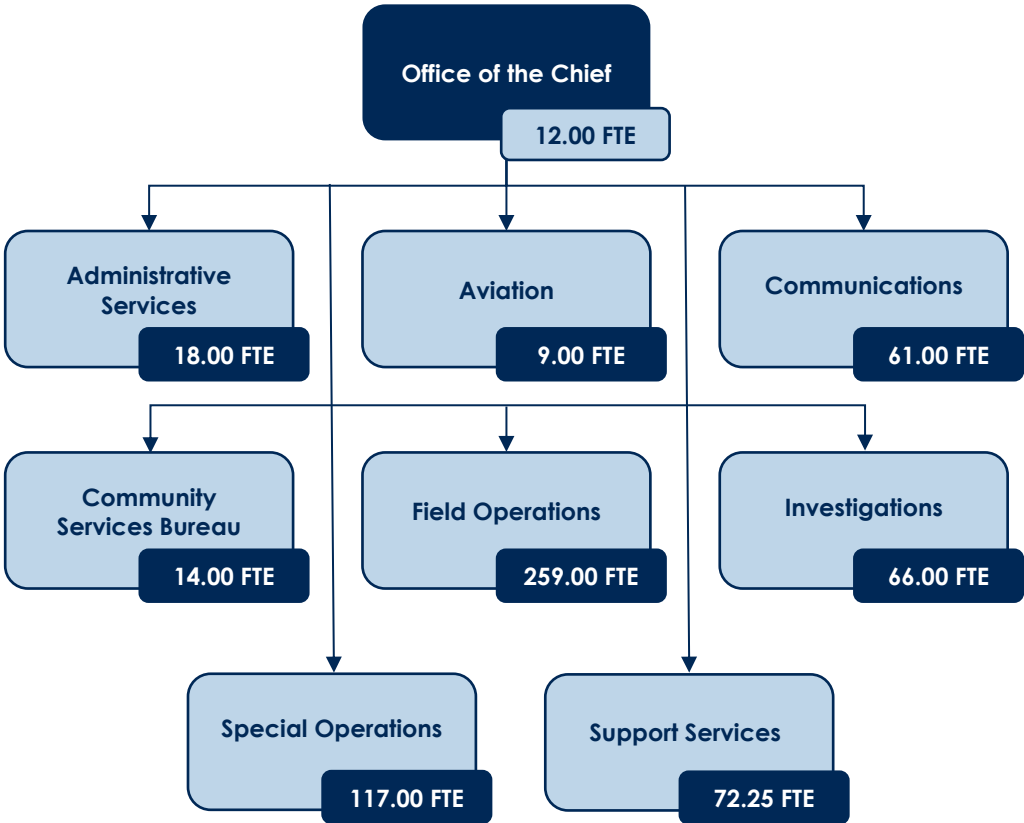 Office of the Chief
12.00 FTE
Administrative
Services
18.00 FTE
Aviation
9.00 FTE
Communications
61.00 FTE
Community
Services Bureau
14.00 FTE
Field Operations
259.00 FTE
Investigations
66.00 FTE
Special Operations
117.00 FTE
Support Services
72.25 FTE